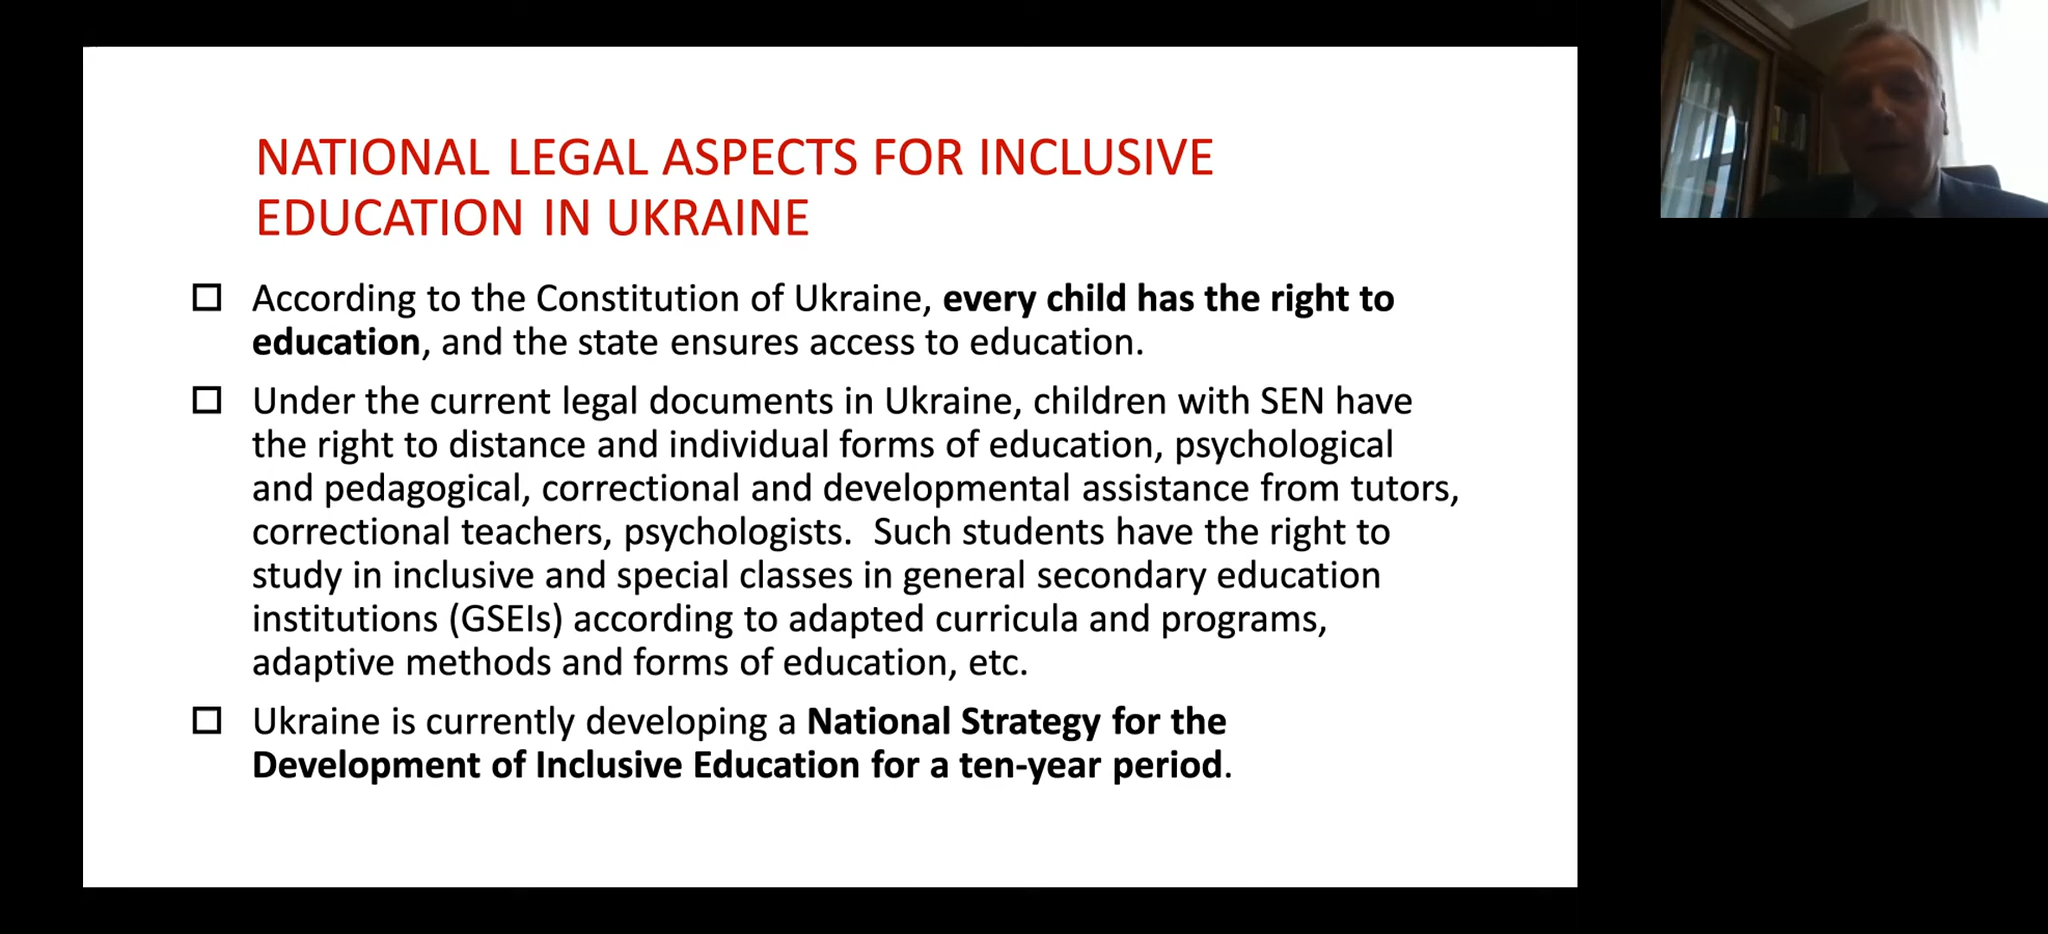 NATIONAL LEGAL ASPECTS FOR INCLUSIVE
EDUCATION IN UKRAINE
According to the Constitution of Ukraine, every child has the right to
education, and the state ensures access to education.
Under the current legal documents in Ukraine, children with SEN have
the right to distance and individual forms of education, psychological
and pedagogical, correctional and developmental assistance from tutors,
correctional teachers, psychologists.  Such students have the right to
study in inclusive and special classes in general secondary education
institutions (GSEIs) according to adapted curricula and programs,
adaptive methods and forms of education, etc.
Ukraine is currently developing a National Strategy for the
Development of Inclusive Education for a ten-year period.